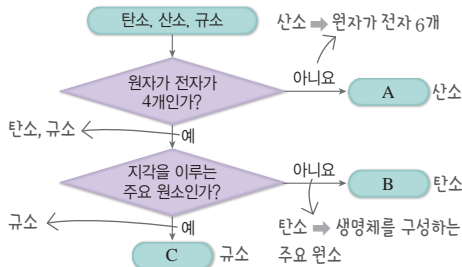 탄소, 산소, 규소
산소 ➡ 원자가 전자 6개
원자가 전자가
4개인가?
아니요
A
산소
탄소, 규소
예
지각을 이루는
주요 원소인가?
아니요
B
탄소
규소
예
탄소 ➡ 생명체를 구성하는
주요 원소
C
규소